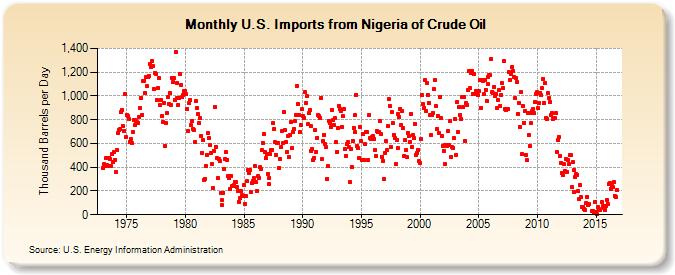 Monthly U.S. Imports from Nigeria of Crude Oil
Thousand Barrels per Day
1,400
1,200
1,000
800
600
400
200
0
1975 1980 1985 1990 1995 2000 2005 2010 2015
Source: U.S. Energy Information Administration